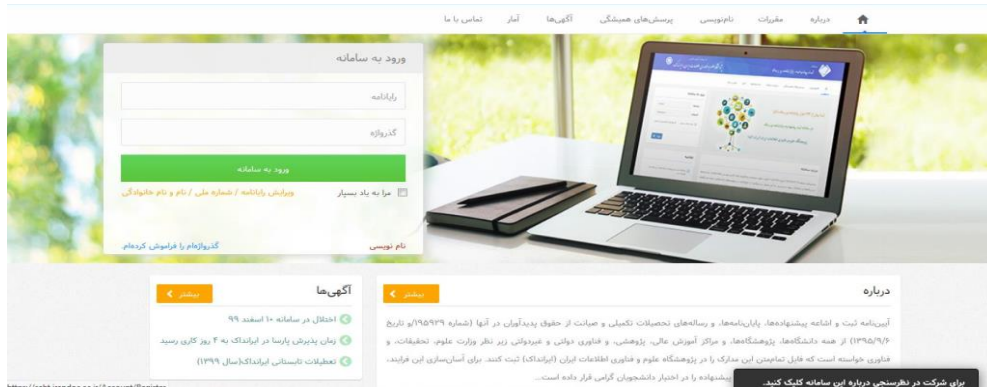 درباره
مقررات
نام‌نویسی
پرسش‌های همیشگی
آگهی‌ها
آمار
تماس با ما
ورود به سامانه
رایانامه
گذرواژه
ورود به سامانه
مرا به یاد بسپار
ویرایش رایانامه / شماره ملی / نام و نام خانوادگی
نام نویسی
گذرواژه‌ام را فراموش کرده‌ام.
درباره
بیشتر
آیین‌نامه ثبت و اشاعه پیشنهاده‌ها، پایان‌نامه‌ها، و رساله‌های تحصیلات تکمیلی و صیانت از حقوق پدیدآوران در آنها (شماره ۱۹۵۹۲۹/و تاریخ
۱۳۹۵/۹/۶) از همه دانشگاه‌ها، پژوهشگاه‌ها، و مراکز آموزش عالی، پژوهشی، و فناوری دولتی و غیردولتی زیر نظر وزارت علوم، تحقیقات، و
فناوری خواسته است که فایل تمام‌متن این مدارک را در پژوهشگاه علوم و فناوری اطلاعات ایران (ایرانداک) ثبت کنند. برای آسان‌سازی این فرایند،
پیشنهاده را در اختیار دانشجویان گرامی قرار داده است...
برای شرکت در نظرسنجی درباره این سامانه کلیک کنید.
آگهی‌ها
بیشتر
اختلال در سامانه ۱۰ اسفند ۹۹
زمان پذیرش پارسا در ایرانداک به ۴ روز کاری رسید
تعطیلات تابستانی ایرانداک(سال ۱۳۹۹)